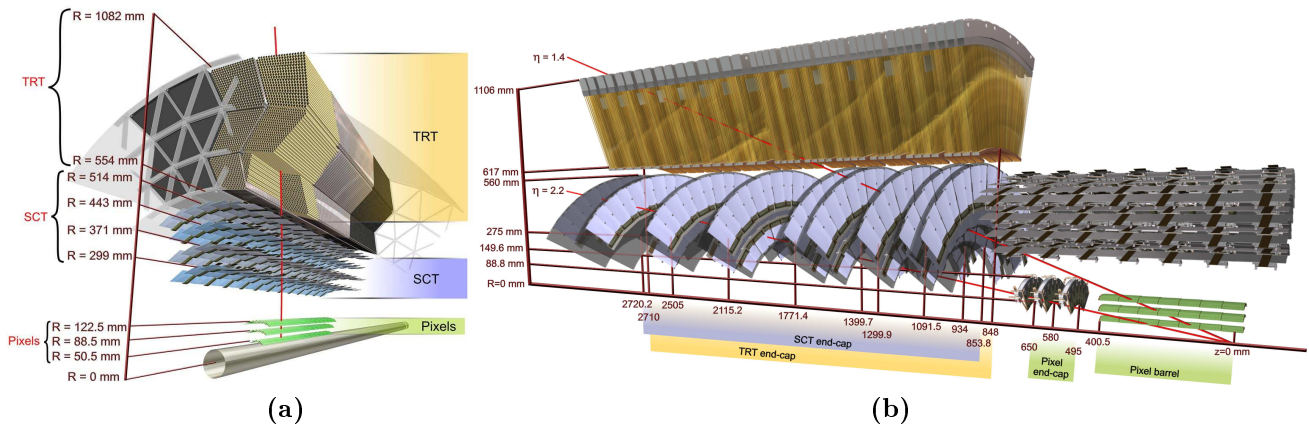 R = 1082 mm
TRT
R = 554 mm
R = 514 mm
R = 443 mm
SCT
R = 371 mm
R = 299 mm
R = 122.5 mm
Pixels
R = 88.5 mm
R = 50.5 mm
R = 0 mm
TRT
SCT
Pixels
(a)
η = 1.4
1106 mm
617 mm
560 mm
η = 2.2
275 mm
149.6 mm
88.8 mm
R=0 mm
2720.2
2710
2505
2115.2
1771.4
1399.7
1299.9
1091.5
934
853.8
848
650
580
495
400.5
z=0 mm
SCT end-cap
TRT end-cap
Pixel
end-cap
Pixel barrel
(b)